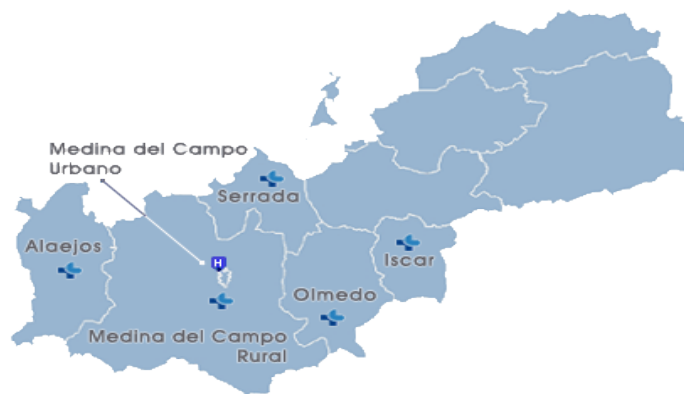 Medina del Campo
Urbano
Serrada
Alaejos
Iscar
H
Olmedo
Medina del Campo
Rural